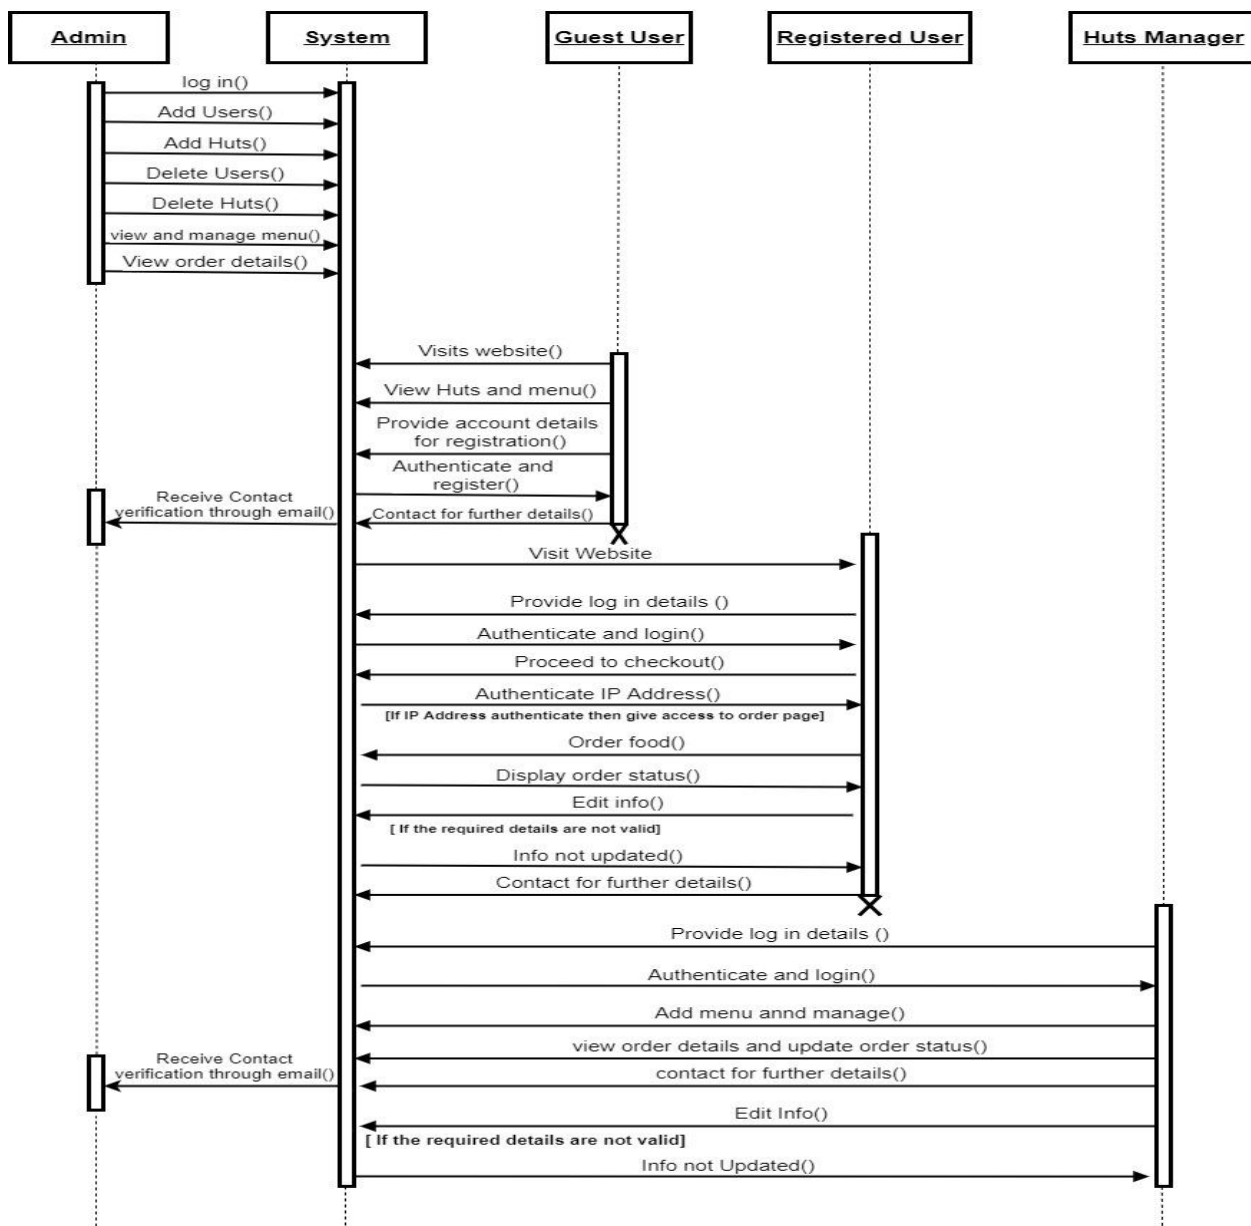 Admin
System
Guest User
Registered User
Huts Manager
log in()
Add Users()
Add Huts()
Delete Users()
Delete Huts()
view and manage menu()
View order details()
Visits website()
View Huts and menu()
Provide account details
for registration()
Authenticate and
register()
Receive Contact
verification through email()
Contact for further details()
Visit Website
Provide log in details ()
Authenticate and login()
Proceed to checkout()
Authenticate IP Address()
[If IP Address authenticate then give access to order page]
Order food()
Display order status()
Edit info()
[ If the required details are not valid]
Info not updated()
Contact for further details()
Provide log in details ()
Authenticate and login()
Add menu annd manage()
view order details and update order status()
Receive Contact
verification through email()
contact for further details()
Edit Info()
[ If the required details are not valid]
Info not Updated()